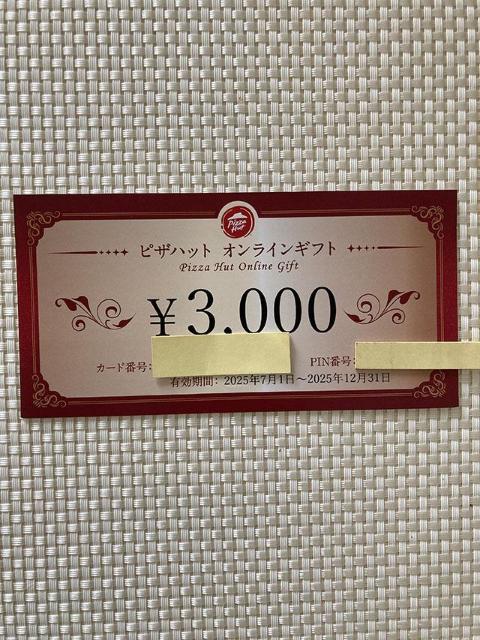 Pizza Hut
ピザハット オンラインギフト
Pizza Hut Online Gift
¥3,000
カード番号:
PIN番号:
有効期間: 2025年7月1日～2025年12月31日